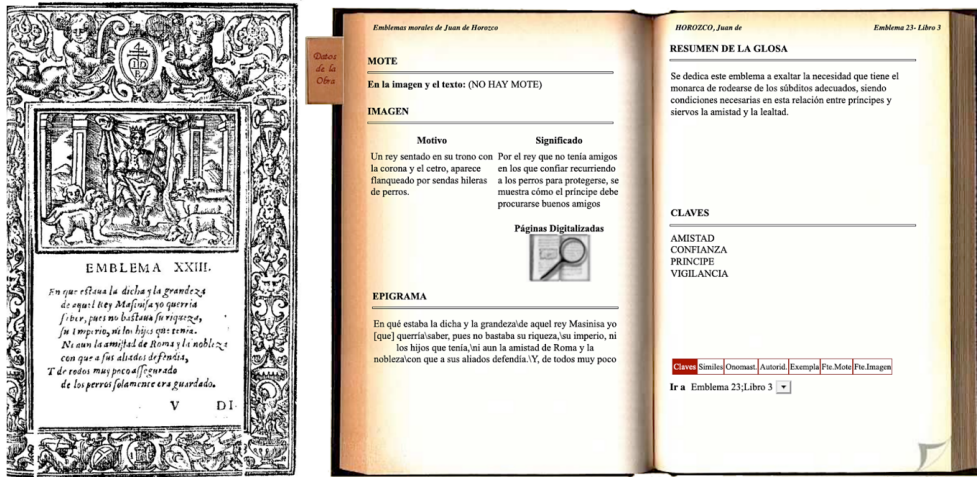 EMBLEMA XXIII.
En que estaua la dicha y la grandeza
de aquel Rey Masinisa yo querria
saber, pues no bastaua su riqueza,
su Imperio, ni los hijos que tenia.
Ni aun la amistad de Roma y la nobleza
con que a sus aliados defendia,
Y de todos muy poco assegurado
de los perros solamente era guardado.
V DI-
Datos
de la
Obra
Emblemas morales de Juan de Horozco
MOTE
En la imagen y el texto: (NO HAY MOTE)
IMAGEN
Motivo
Un rey sentado en su trono con
la corona y el cetro, aparece
flanqueado por sendas hileras
de perros.
Significado
Por el rey que no tenía amigos
en los que confiar recurriendo
a los perros para protegerse, se
muestra cómo el príncipe debe
procurarse buenos amigos
Páginas Digitalizadas
EPIGRAMA
En qué estaba la dicha y la grandeza\de aquel rey Masinisa yo
[que] querría\saber, pues no bastaba su riqueza,\su imperio, ni
los hijos que tenía,\ni aun la amistad de Roma y la
nobleza\con que a sus aliados defendía.\Y, de todos muy poco
HOROZCO, Juan de
Emblema 23- Libro 3
RESUMEN DE LA GLOSA
Se dedica este emblema a exaltar la necesidad que tiene el
monarca de rodearse de los súbditos adecuados, siendo
condiciones necesarias en esta relación entre príncipes y
siervos la amistad y la lealtad.
CLAVES
AMISTAD
CONFIANZA
PRINCIPE
VIGILANCIA
Claves Similes Onomast. Autorid. Exempla Fte.Mote Fte.Imagen
Ir a Emblema 23;Libro 3